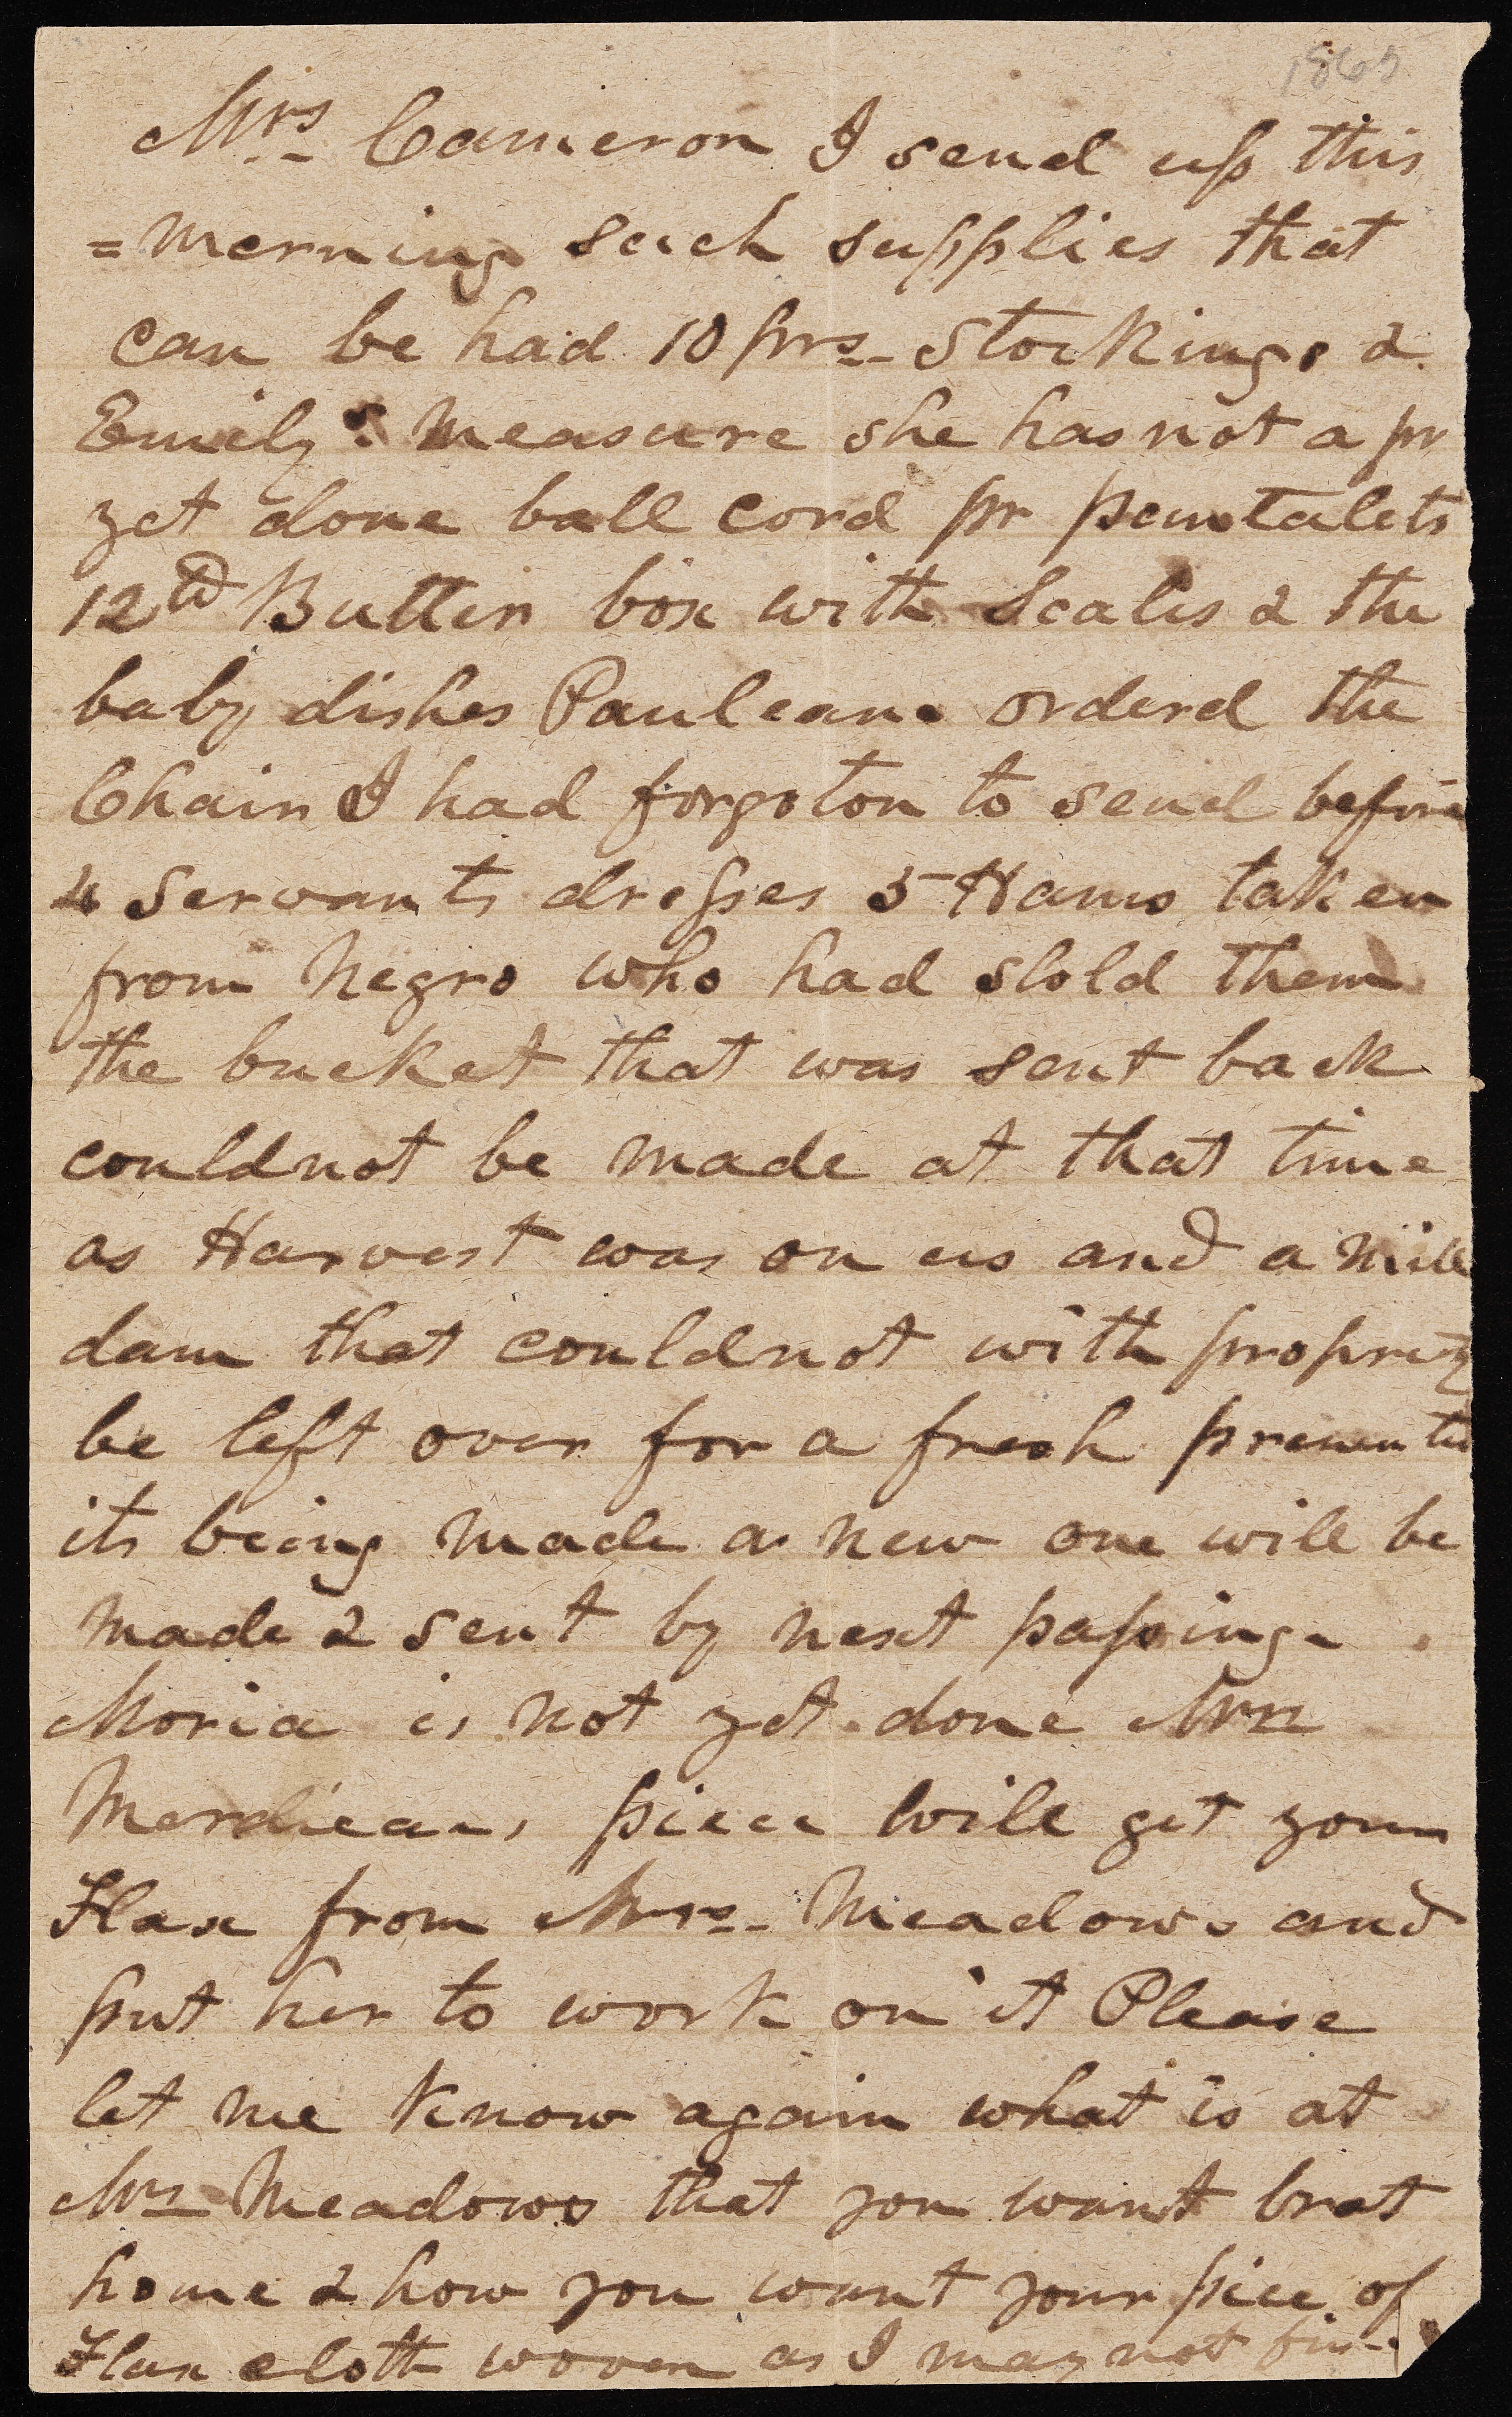 1865
Mrs. Cameron I send up this
=morning such supplies that
can be had 10 prs- Stockings &
Emily's measure she has not a pr
yet done ball cord pr pantalets
12 lb Butter box with Scales & the
baby dishes Paulean orderd the
Chain I had forgoton to send before
4 Servants dresses 5 Hams taken
from Negro who had stold them
the bucket that was sent back
couldnot be made at that time
as Harvest was on us and a mill
dam that couldnot with propriety
be left over for a fresh prevented
its being made a new one will be
made & sent by next passing-
Moria is not yet done Mrs
piece will get your
Flax from Mrs- Meadows and
put her to work on it Please
let me know again what is at
Mrs Meadows that you want brot
home & how you want your piece of
Flax cloth woven as I may not